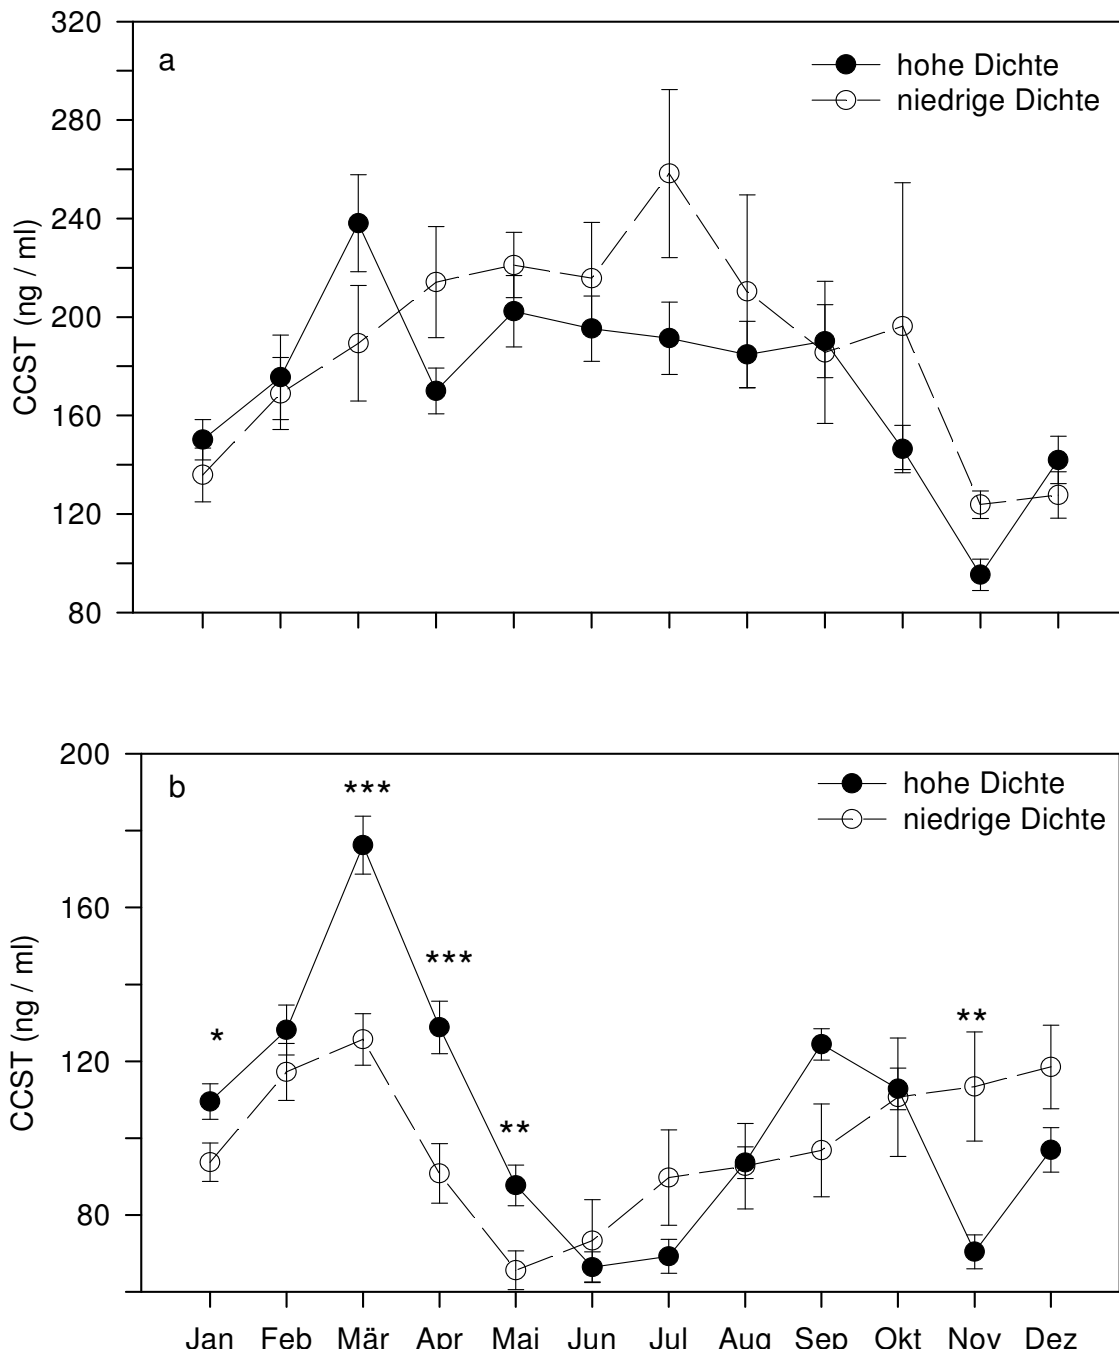 320
280
240
200
160
120
80
CCST (ng / ml)
a
hohe Dichte
niedrige Dichte
200
160
120
80
CCST (ng / ml)
b
hohe Dichte
niedrige Dichte
***
***
*
**
**
Jan Feb Mär Apr Mai Jun Jul Aug Sep Okt Nov Dez